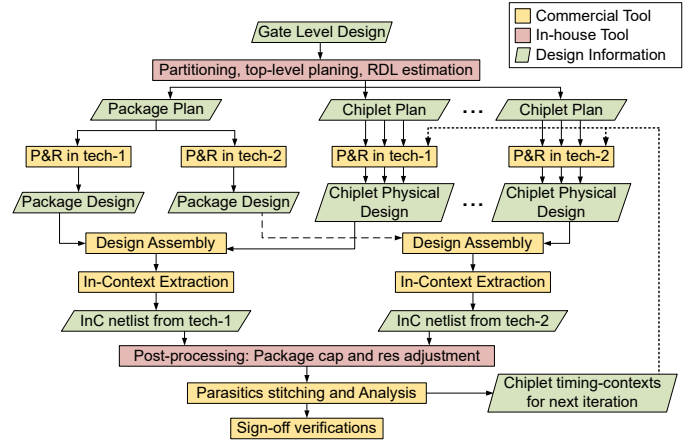 Commercial Tool
In-house Tool
Design Information
Gate Level Design
Partitioning, top-level planing, RDL estimation
Package Plan
Chiplet Plan
...
Chiplet Plan
P&R in tech-1
P&R in tech-2
P&R in tech-1
P&R in tech-2
Package Design
Package Design
Chiplet Physical
Design
...
Chiplet Physical
Design
Design Assembly
Design Assembly
In-Context Extraction
In-Context Extraction
InC netlist from tech-1
InC netlist from tech-2
Post-processing: Package cap and res adjustment
Parasitics stitching and Analysis
Chiplet timing-contexts
for next iteration
Sign-off verifications